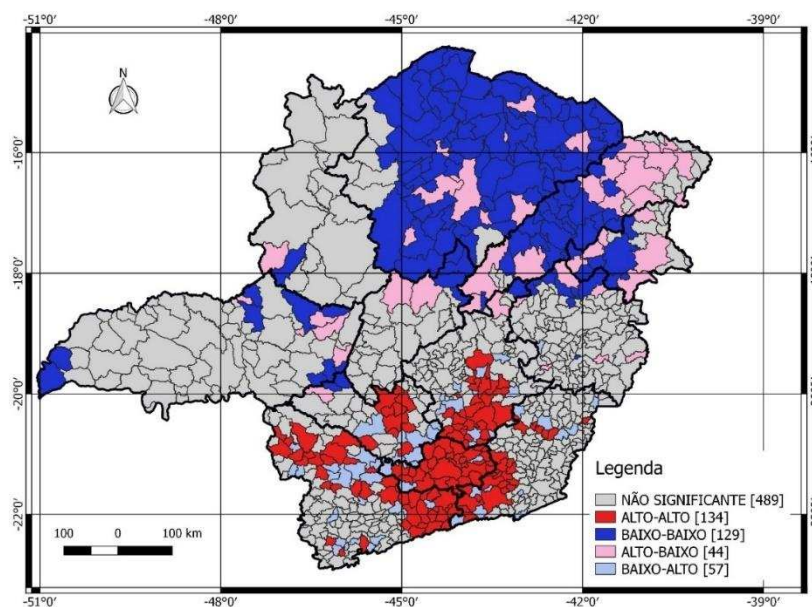 -51°0' -48°0' -45°0' -42°0' -39°0'
N
-16°0'
-18°0'
-20°0'
-22°0'
100 0 100 km
Legenda
NÃO SIGNIFICANTE [489]
ALTO-ALTO [134]
BAIXO-BAIXO [129]
ALTO-BAIXO [44]
BAIXO-ALTO [57]
-51°0' -48°0' -45°0' -42°0' -39°0'